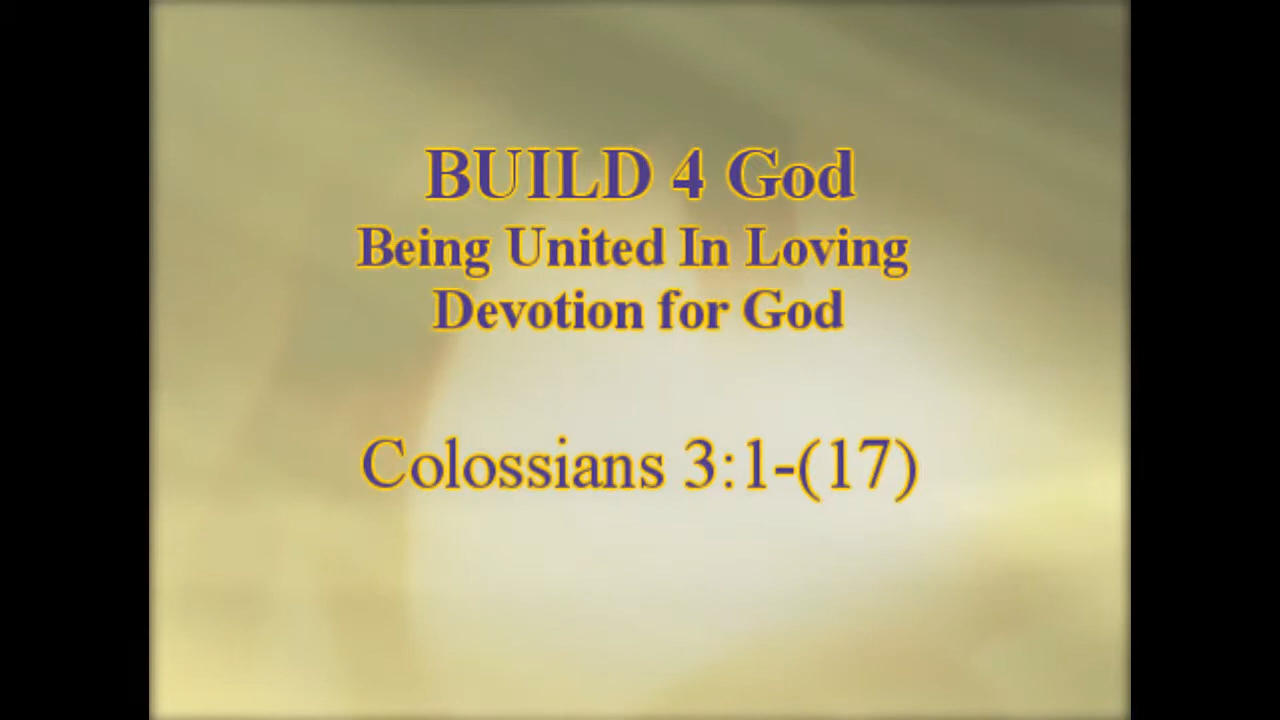 BUILD 4 God
Being United In Loving
Devotion for God
Colossians 3:1-(17)